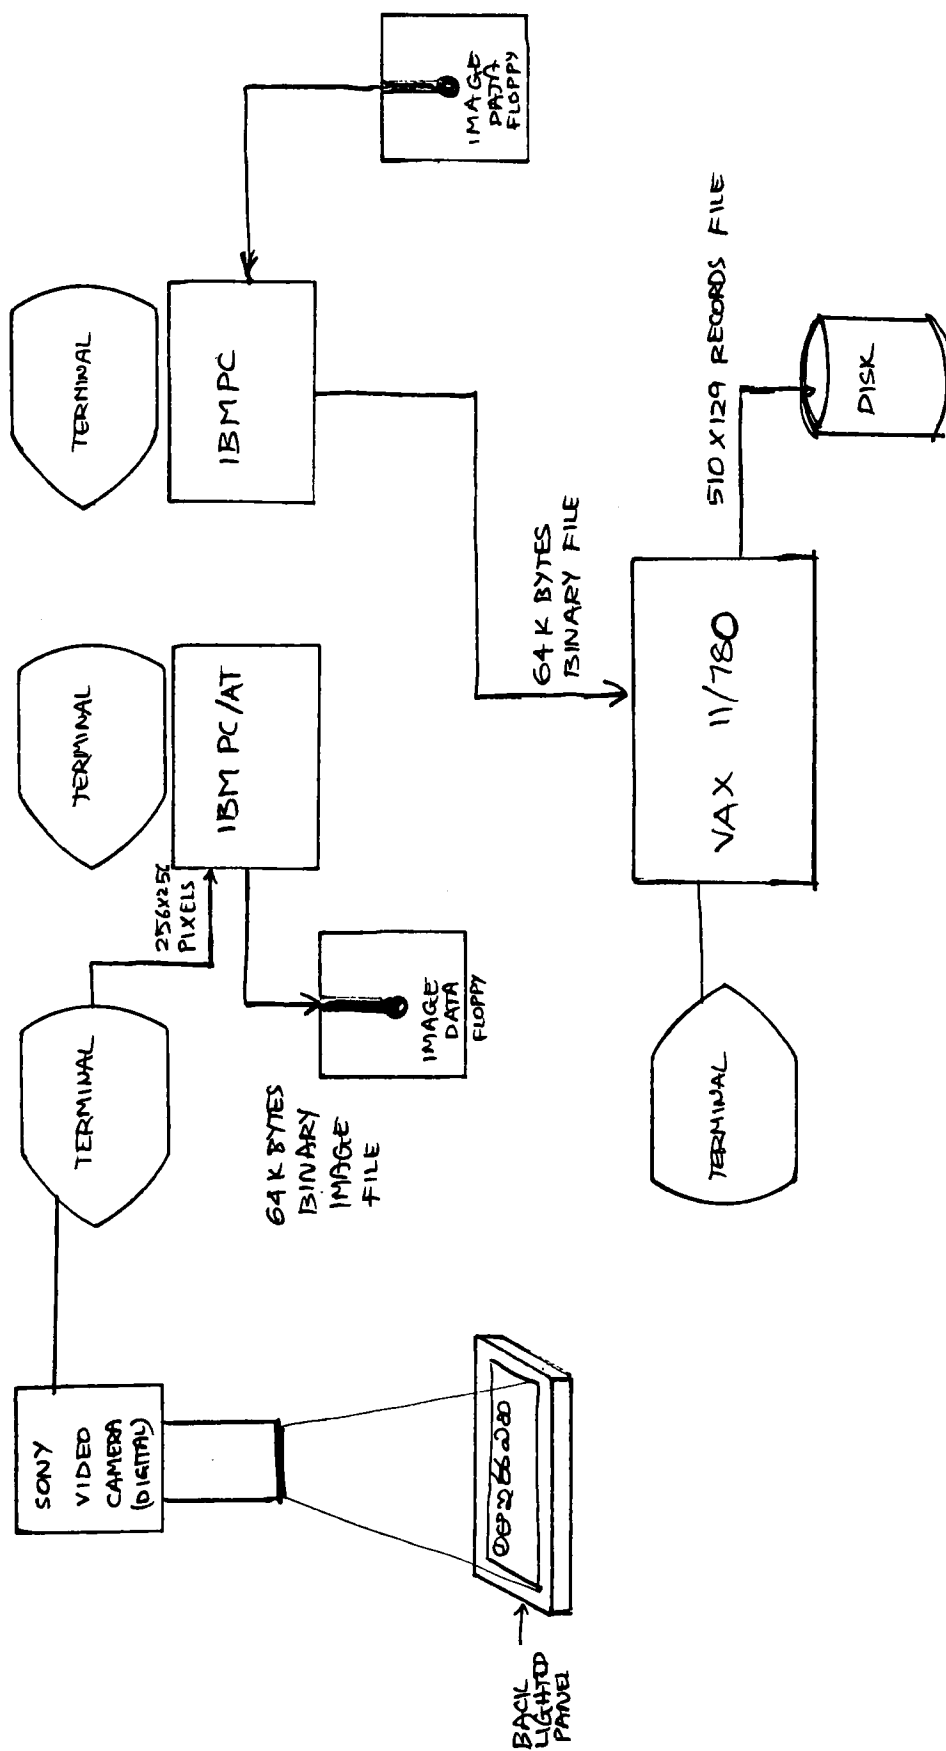 SONY
VIDEO
CAMERA
(DIGITAL)
BACK
LIGHTED
PANEL
TERMINAL
256X256
PIXELS
TERMINAL
IBM PC/AT
64 K BYTES
BINARY
IMAGE
FILE
IMAGE
DATA
FLOPPY
TERMINAL
IBM PC
IMAGE
DATA
FLOPPY
64 K BYTES
BINARY FILE
TERMINAL
VAX 11/780
510 X 129 RECORDS FILE
DISK